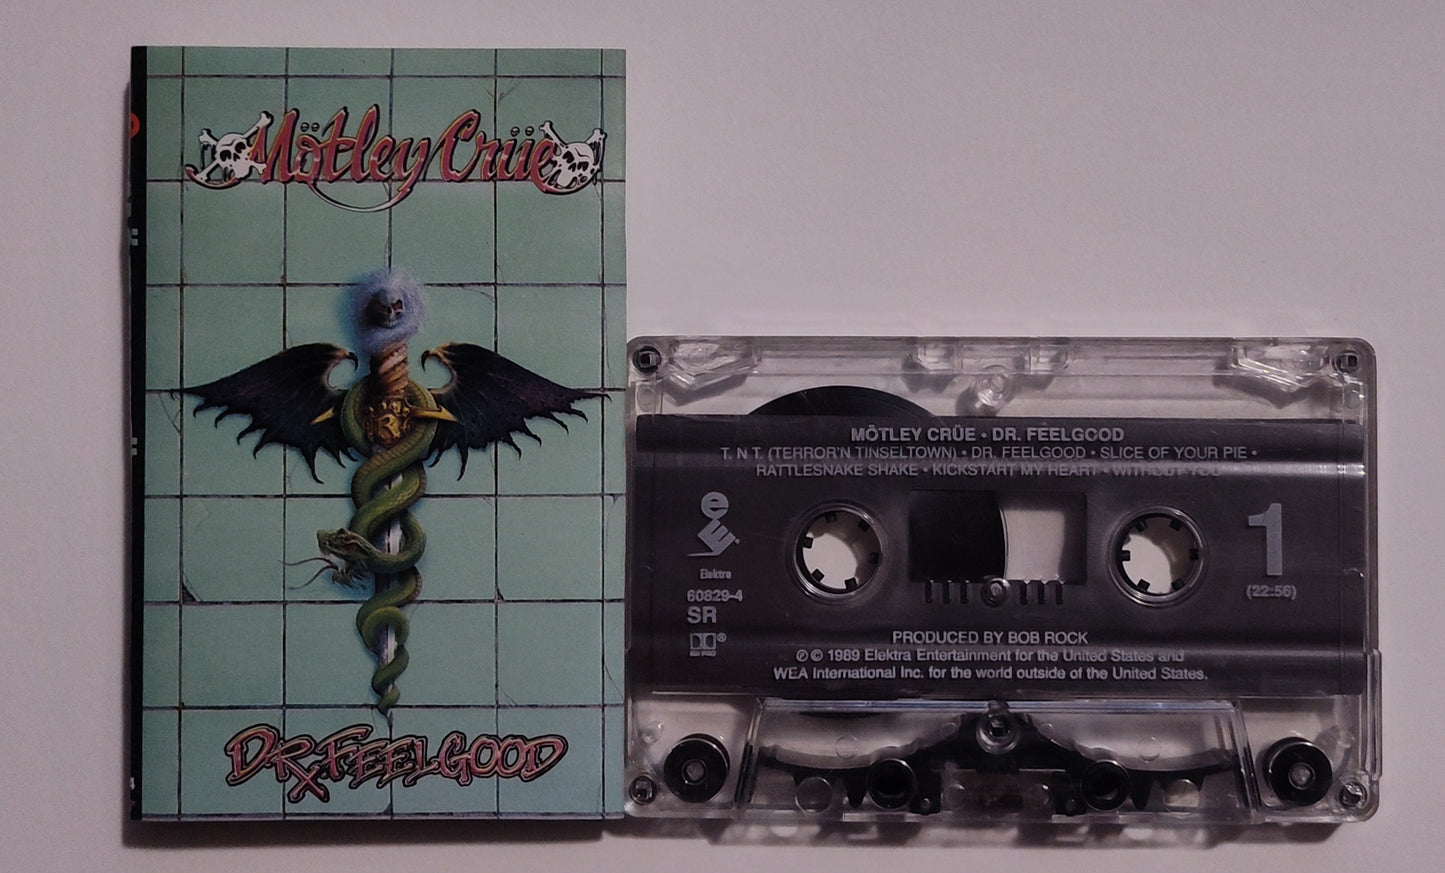 Mötley Crüe
R
Dr. Feelgood
MÖTLEY CRÜE • DR. FEELGOOD
T. N T. (TERROR'N TINSELTOWN) • DR. FEELGOOD • SLICE OF YOUR PIE •
RATTLESNAKE SHAKE • KICKSTART MY HEART • WITHOUT YOU
e
Elektra
60829-4
SR
1
(22:56)
PRODUCED BY BOB ROCK
℗ © 1989 Elektra Entertainment for the United States and
WEA International Inc. for the world outside of the United States.